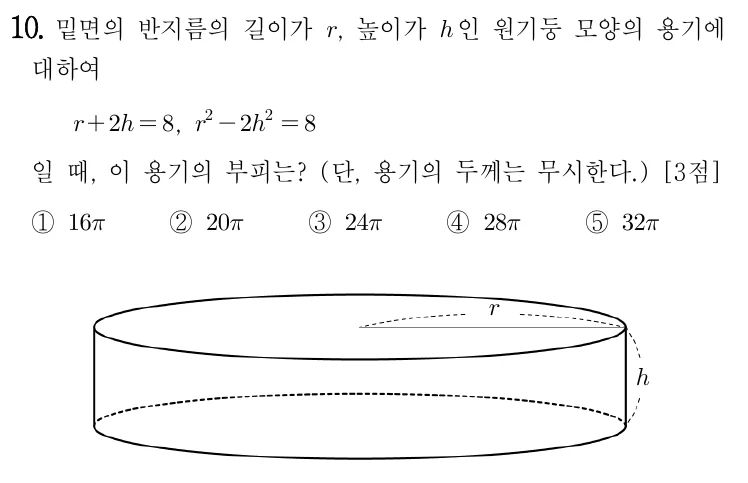 10. 밑면의 반지름의 길이가 r, 높이가 h인 원기둥 모양의 용기에
대하여
r+2h=8, r²−2h²=8
일 때, 이 용기의 부피는? (단, 용기의 두께는 무시한다.) [3점]
① 16π ② 20π ③ 24π ④ 28π ⑤ 32π
r
h